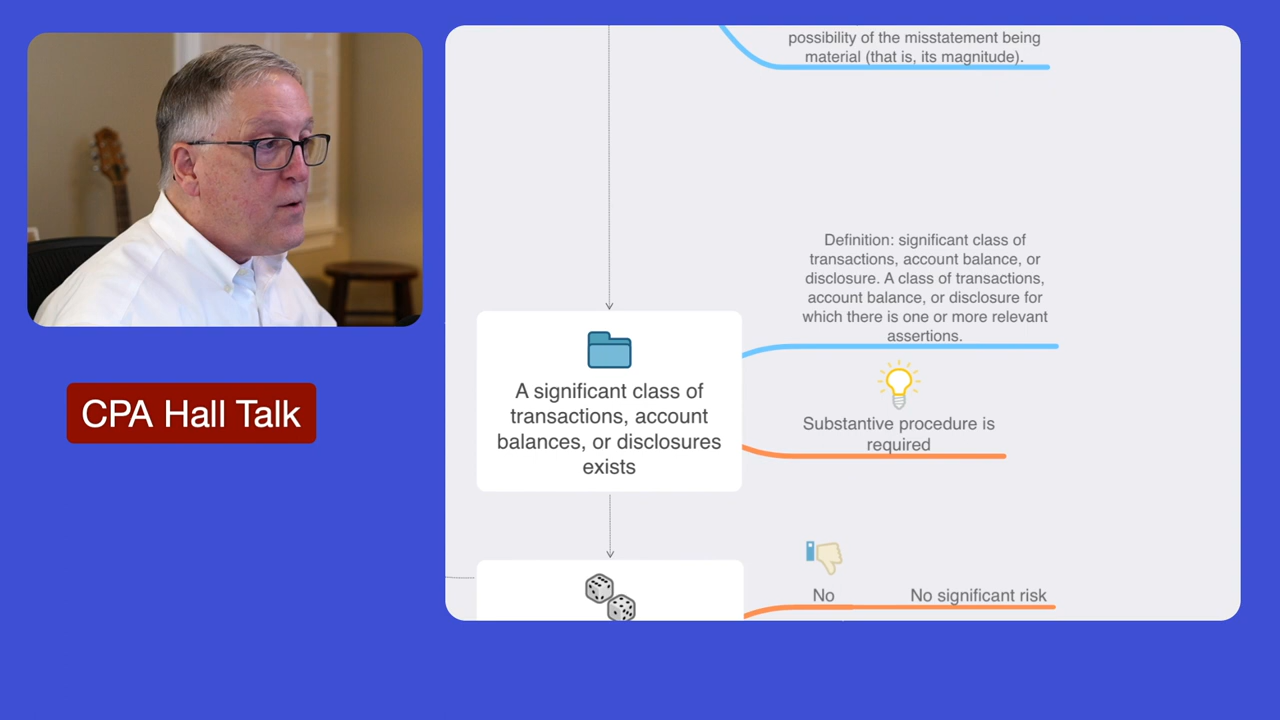 possibility of the misstatement being
material (that is, its magnitude).
Definition: significant class of
transactions, account balance, or
disclosure. A class of transactions,
account balance, or disclosure for
which there is one or more relevant
assertions.
A significant class of
transactions, account
balances, or disclosures
exists
Substantive procedure is
required
CPA Hall Talk
No
No significant risk